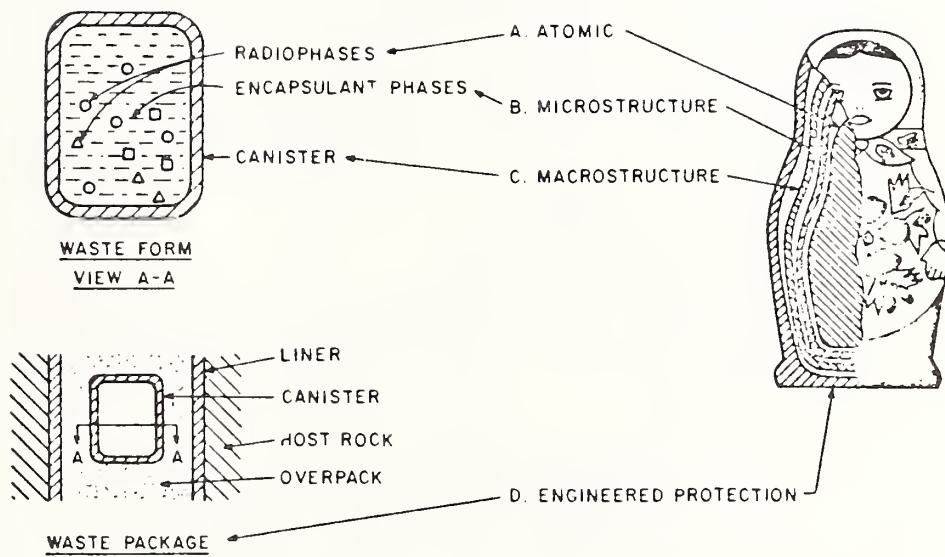 RADIOPHASES
ENCAPSULANT PHASES
CANISTER
WASTE FORM
VIEW A-A
A. ATOMIC
B. MICROSTRUCTURE
C. MACROSTRUCTURE
LINER
CANISTER
HOST ROCK
OVERPACK
A A
WASTE PACKAGE
D. ENGINEERED PROTECTION